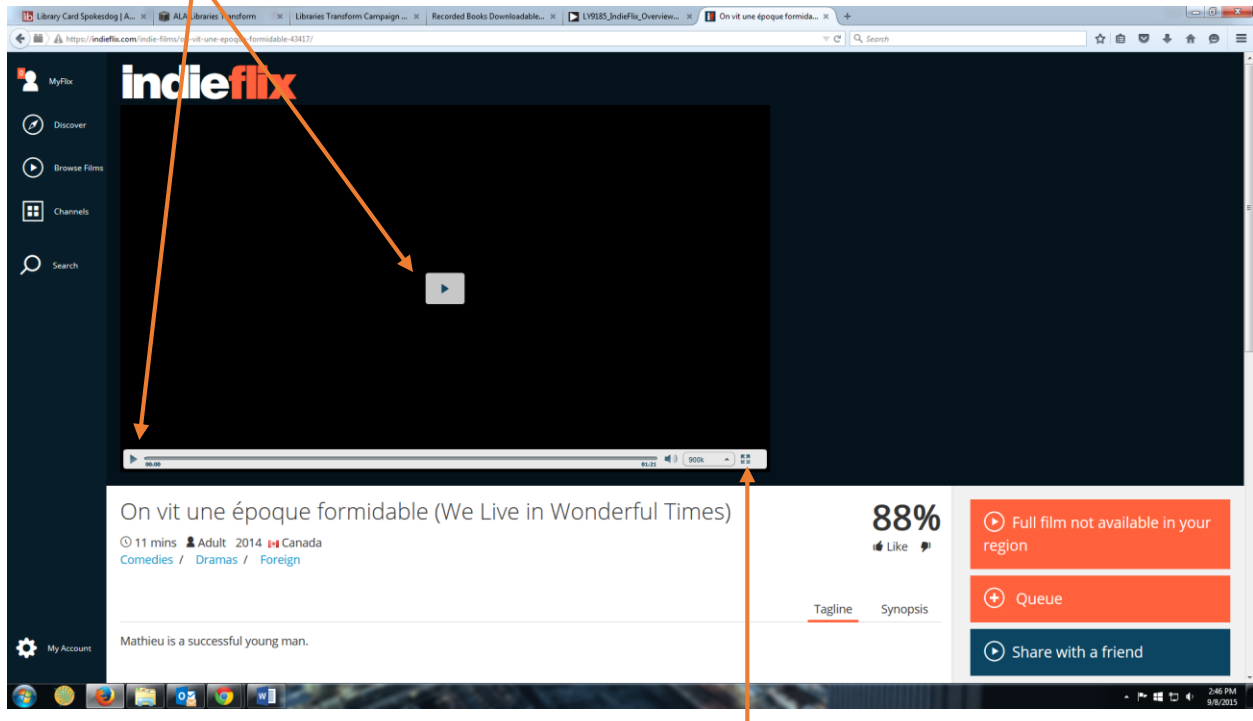 Library Card Spokesdog | A...
ALA Libraries Transform
Libraries Transform Campaign ...
Recorded Books Downloadable...
LY9185_IndieFlix_Overview...
On vit une époque formida...
https://indieflix.com/indie-films/on-vit-une-epoque-formidable-43417/
Search
MyFlix
indieflix
Discover
Browse Films
Channels
Search
00:00
01:21
900k
On vit une époque formidable (We Live in Wonderful Times)
88%
11 mins Adult 2014 Canada
Like
Comedies / Dramas / Foreign
Full film not available in your
region
Queue
Tagline Synopsis
Mathieu is a successful young man.
My Account
Share with a friend
2:46 PM
9/8/2015